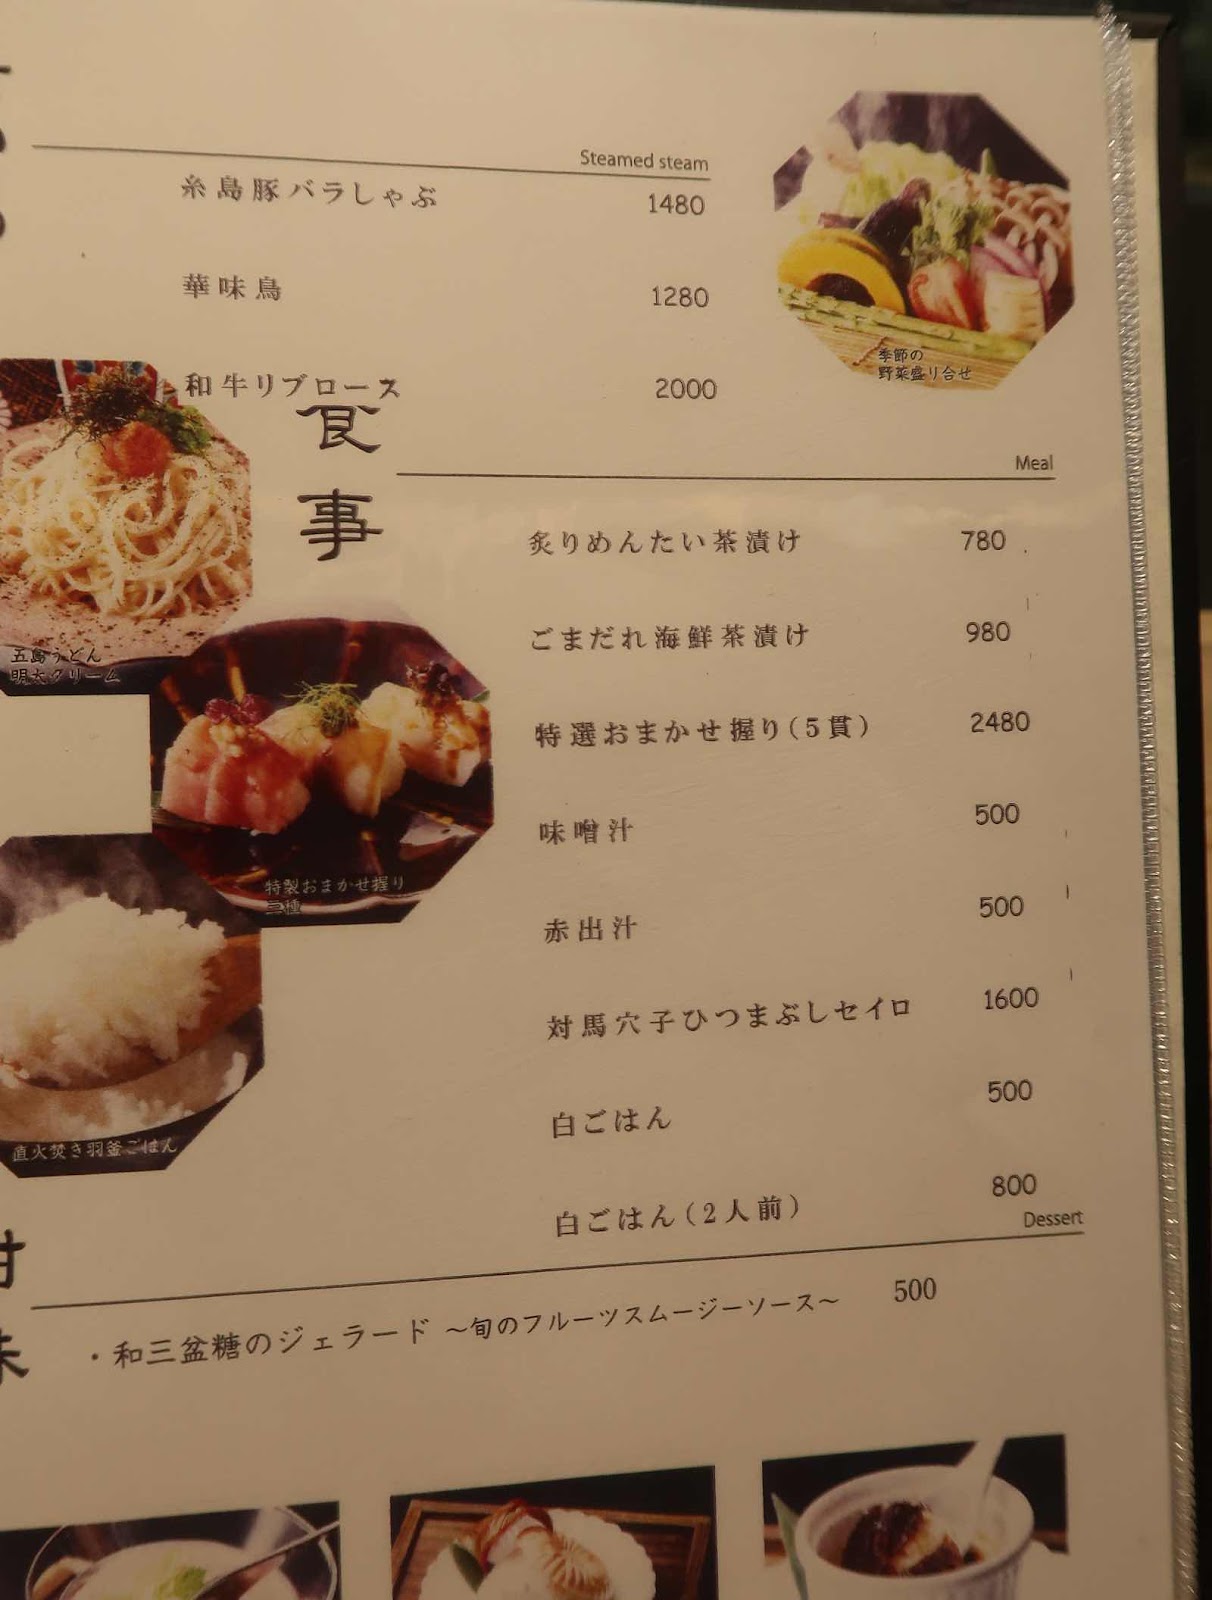 Steamed steam
糸島豚バラしゃぶ 1480
華味鳥 1280
和牛リブロース 2000
季節の
野菜盛り合せ
食事
Meal
炙りめんたい茶漬け 780
ごまだれ海鮮茶漬け 980
特選おまかせ握り(5貫) 2480
味噌汁 500
赤出汁 500
対馬穴子ひつまぶしセイロ 1600
白ごはん 500
白ごはん(2人前) 800
五島うどん
明太クリーム
特製おまかせ握り
三種
直火焚き羽釜ごはん
Dessert
・和三盆糖のジェラード ～旬のフルーツスムージーソース～ 500